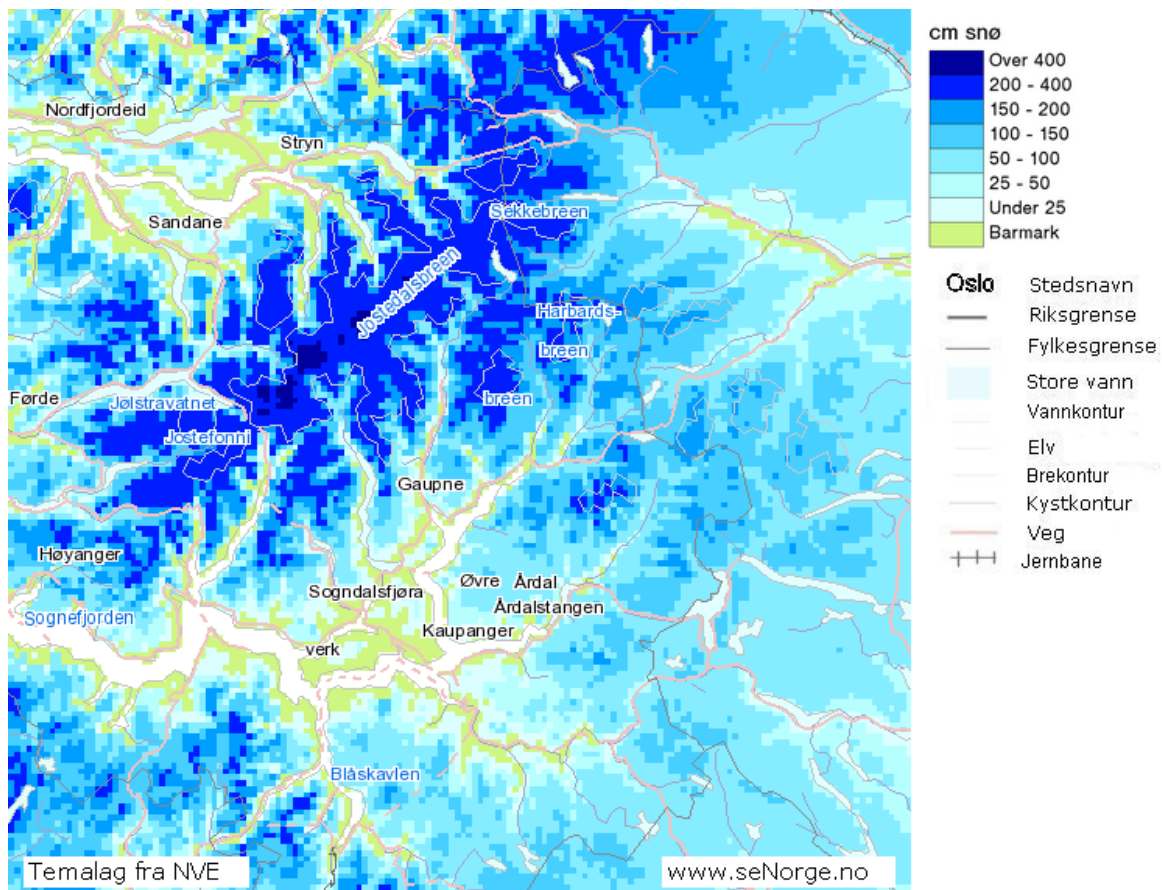 Nordfjordeid
Stryn
Sandane
Sekkebreen
Jostedalsbreen
Harbards-
breen
breen
Førde
Jølstravatnet
Jostefonni
Gaupne
Høyanger
Øvre Årdal
Sogndalsfjøra
Årdalstangen
Sognefjorden
Kaupanger
verk
Blåskavlen
Temalag fra NVE
www.seNorge.no
cm snø
Over 400
200 - 400
150 - 200
100 - 150
50 - 100
25 - 50
Under 25
Barmark
Oslo Stedsnavn
Riksgrense
Fylkesgrense
Store vann
Vannkontur
Elv
Brekontur
Kystkontur
Veg
Jernbane